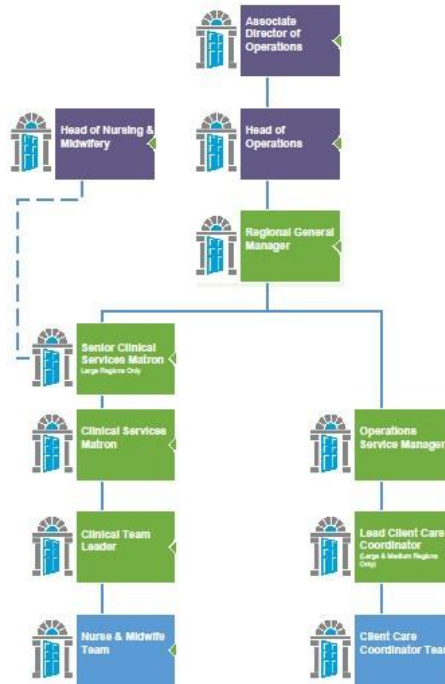 Associate
Director of
Operations
Head of Nursing &
Midwifery
Head of
Operations
Regional General
Manager
Senior Clinical
Services Matron
Large Regions Only
Clinical Services
Matron
Operations
Service Manager
Clinical Team
Leader
Lead Client Care
Coordinator
(Large & Medium Regions
Only)
Nurse & Midwife
Team
Client Care
Coordinator Team